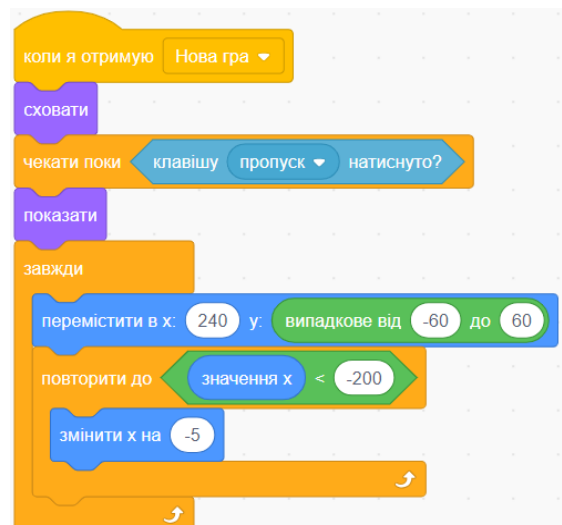 коли я отримую Нова гра
сховати
чекати поки клавішу пропуск натиснуто?
показати
завжди
перемістити в x: 240 y: випадкове від -60 до 60
повторити до значення x < -200
змінити x на -5